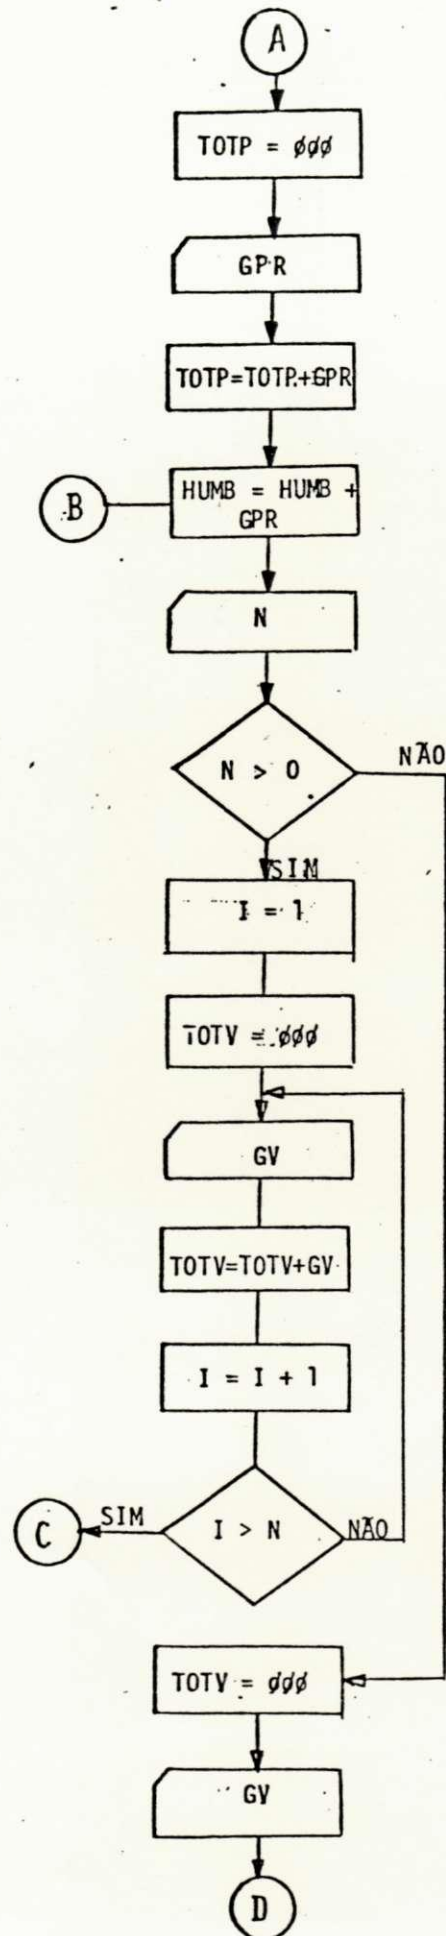 A
TOTP = øøø
GPR
TOTP=TOTP.+GPR
B
HUMB = HUMB +
GPR
N
N > 0
NÃO
SIM
I = 1
TOTV = øøø
GV
TOTV=TOTV+GV
I = I + 1
C
SIM
I > N
NÃO
TOTV = øøø
GV
D